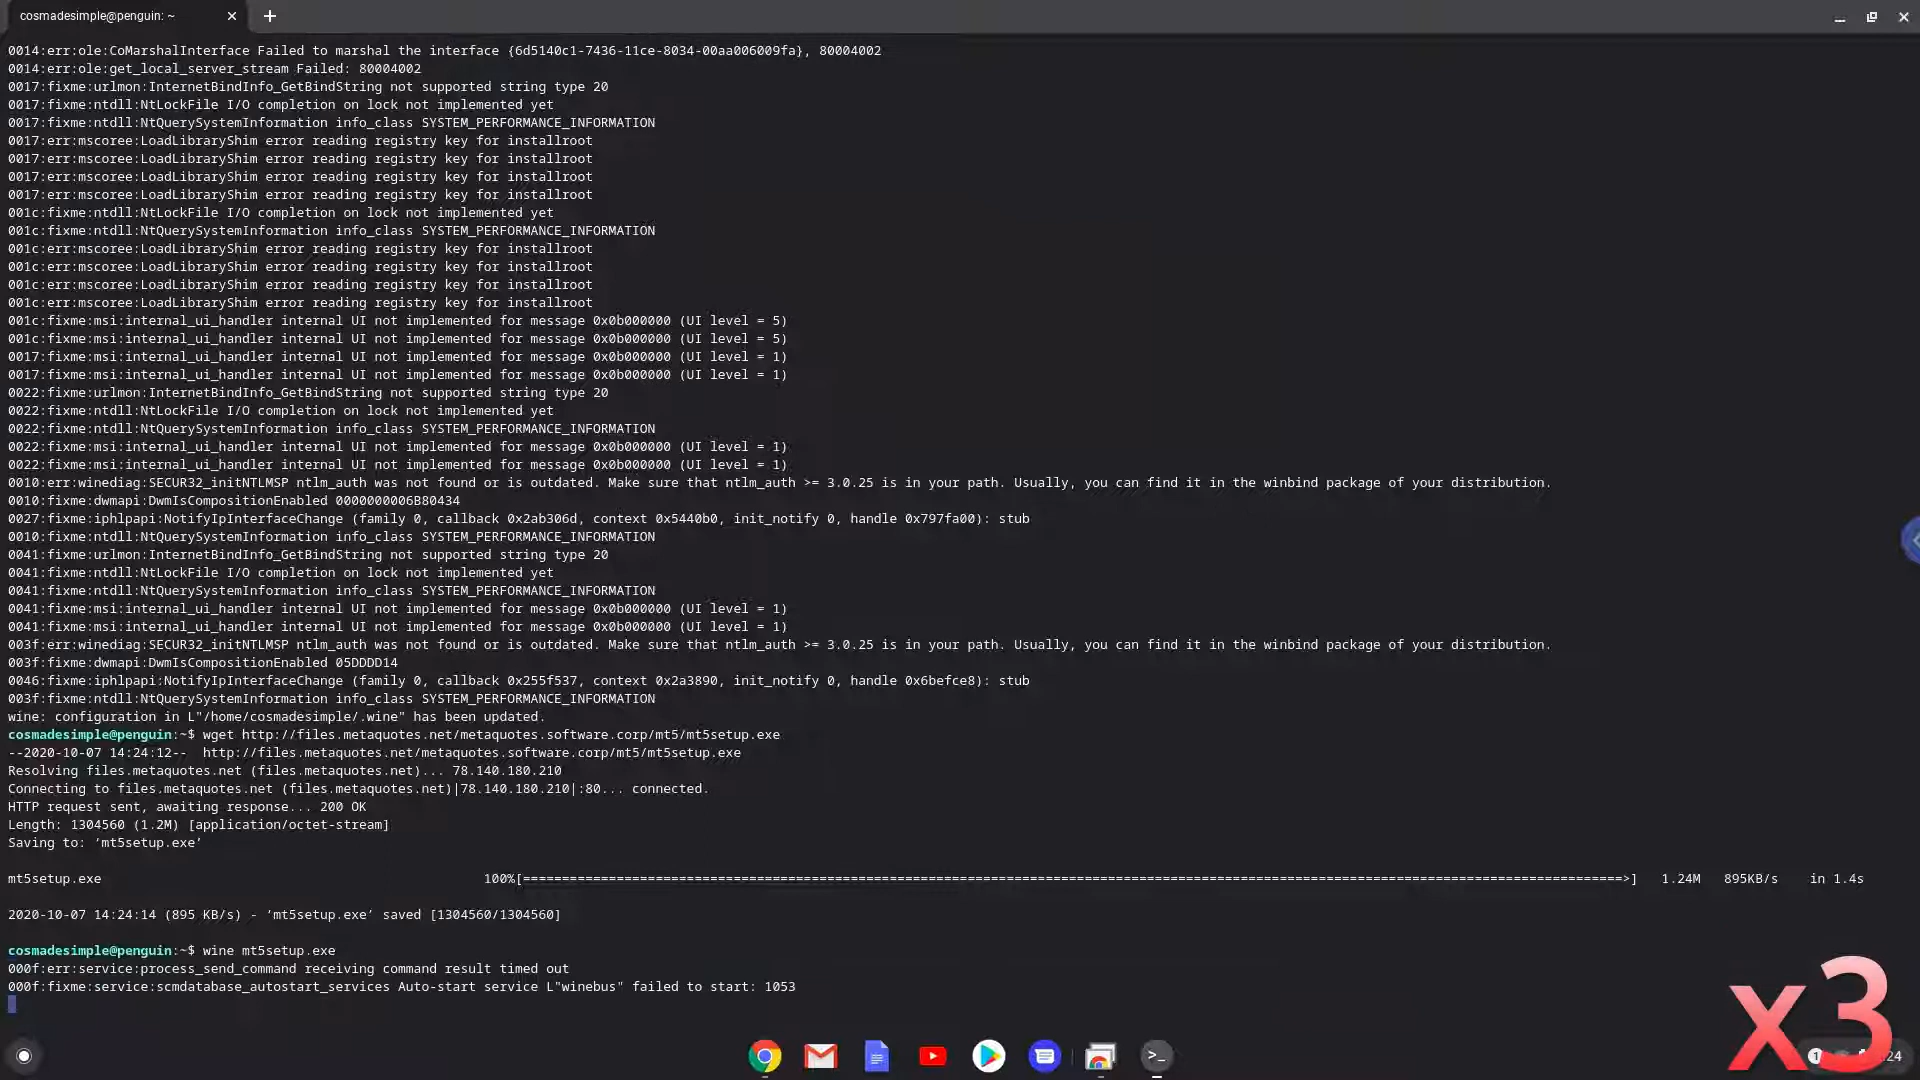 cosmadesimple@penguin: ~
0014:err:ole:CoMarshalInterface Failed to marshal the interface {6d5140c1-7436-11ce-8034-00aa006009fa}, 80004002
0014:err:ole:get_local_server_stream Failed: 80004002
0017:fixme:urlmon:InternetBindInfo_GetBindString not supported string type 20
0017:fixme:ntdll:NtLockFile I/O completion on lock not implemented yet
0017:fixme:ntdll:NtQuerySystemInformation info_class SYSTEM_PERFORMANCE_INFORMATION
0017:err:mscoree:LoadLibraryShim error reading registry key for installroot
0017:err:mscoree:LoadLibraryShim error reading registry key for installroot
0017:err:mscoree:LoadLibraryShim error reading registry key for installroot
0017:err:mscoree:LoadLibraryShim error reading registry key for installroot
001c:fixme:ntdll:NtLockFile I/O completion on lock not implemented yet
001c:fixme:ntdll:NtQuerySystemInformation info_class SYSTEM_PERFORMANCE_INFORMATION
001c:err:mscoree:LoadLibraryShim error reading registry key for installroot
001c:err:mscoree:LoadLibraryShim error reading registry key for installroot
001c:err:mscoree:LoadLibraryShim error reading registry key for installroot
001c:err:mscoree:LoadLibraryShim error reading registry key for installroot
001c:fixme:msi:internal_ui_handler internal UI not implemented for message 0x0b000000 (UI level = 5)
001c:fixme:msi:internal_ui_handler internal UI not implemented for message 0x0b000000 (UI level = 5)
0017:fixme:msi:internal_ui_handler internal UI not implemented for message 0x0b000000 (UI level = 1)
0017:fixme:msi:internal_ui_handler internal UI not implemented for message 0x0b000000 (UI level = 1)
0022:fixme:urlmon:InternetBindInfo_GetBindString not supported string type 20
0022:fixme:ntdll:NtLockFile I/O completion on lock not implemented yet
0022:fixme:ntdll:NtQuerySystemInformation info_class SYSTEM_PERFORMANCE_INFORMATION
0022:fixme:msi:internal_ui_handler internal UI not implemented for message 0x0b000000 (UI level = 1)
0022:fixme:msi:internal_ui_handler internal UI not implemented for message 0x0b000000 (UI level = 1)
0010:err:winediag:SECUR32_initNTLMSP ntlm_auth was not found or is outdated. Make sure that ntlm_auth >= 3.0.25 is in your path. Usually, you can find it in the winbind package of your distribution.
0010:fixme:dwmapi:DwmIsCompositionEnabled 0000000006B80434
0027:fixme:iphlpapi:NotifyIpInterfaceChange (family 0, callback 0x2ab306d, context 0x5440b0, init_notify 0, handle 0x797fa00): stub
0010:fixme:ntdll:NtQuerySystemInformation info_class SYSTEM_PERFORMANCE_INFORMATION
0041:fixme:urlmon:InternetBindInfo_GetBindString not supported string type 20
0041:fixme:ntdll:NtLockFile I/O completion on lock not implemented yet
0041:fixme:ntdll:NtQuerySystemInformation info_class SYSTEM_PERFORMANCE_INFORMATION
0041:fixme:msi:internal_ui_handler internal UI not implemented for message 0x0b000000 (UI level = 1)
0041:fixme:msi:internal_ui_handler internal UI not implemented for message 0x0b000000 (UI level = 1)
003f:err:winediag:SECUR32_initNTLMSP ntlm_auth was not found or is outdated. Make sure that ntlm_auth >= 3.0.25 is in your path. Usually, you can find it in the winbind package of your distribution.
003f:fixme:dwmapi:DwmIsCompositionEnabled 05DDDD14
0046:fixme:iphlpapi:NotifyIpInterfaceChange (family 0, callback 0x255f537, context 0x2a3890, init_notify 0, handle 0x6befce8): stub
003f:fixme:ntdll:NtQuerySystemInformation info_class SYSTEM_PERFORMANCE_INFORMATION
wine: configuration in L"/home/cosmadesimple/.wine" has been updated.
cosmadesimple@penguin:~$ wget http://files.metaquotes.net/metaquotes.software.corp/mt5/mt5setup.exe
--2020-10-07 14:24:12--  http://files.metaquotes.net/metaquotes.software.corp/mt5/mt5setup.exe
Resolving files.metaquotes.net (files.metaquotes.net)... 78.140.180.210
Connecting to files.metaquotes.net (files.metaquotes.net)|78.140.180.210|:80... connected.
HTTP request sent, awaiting response... 200 OK
Length: 1304560 (1.2M) [application/octet-stream]
Saving to: ‘mt5setup.exe’
mt5setup.exe 100%[=============================================================================================================================================>] 1.24M 895KB/s in 1.4s
2020-10-07 14:24:14 (895 KB/s) - ‘mt5setup.exe’ saved [1304560/1304560]
cosmadesimple@penguin:~$ wine mt5setup.exe
000f:err:service:process_send_command receiving command result timed out
000f:fixme:service:scmdatabase_autostart_services Auto-start service L"winebus" failed to start: 1053
x3